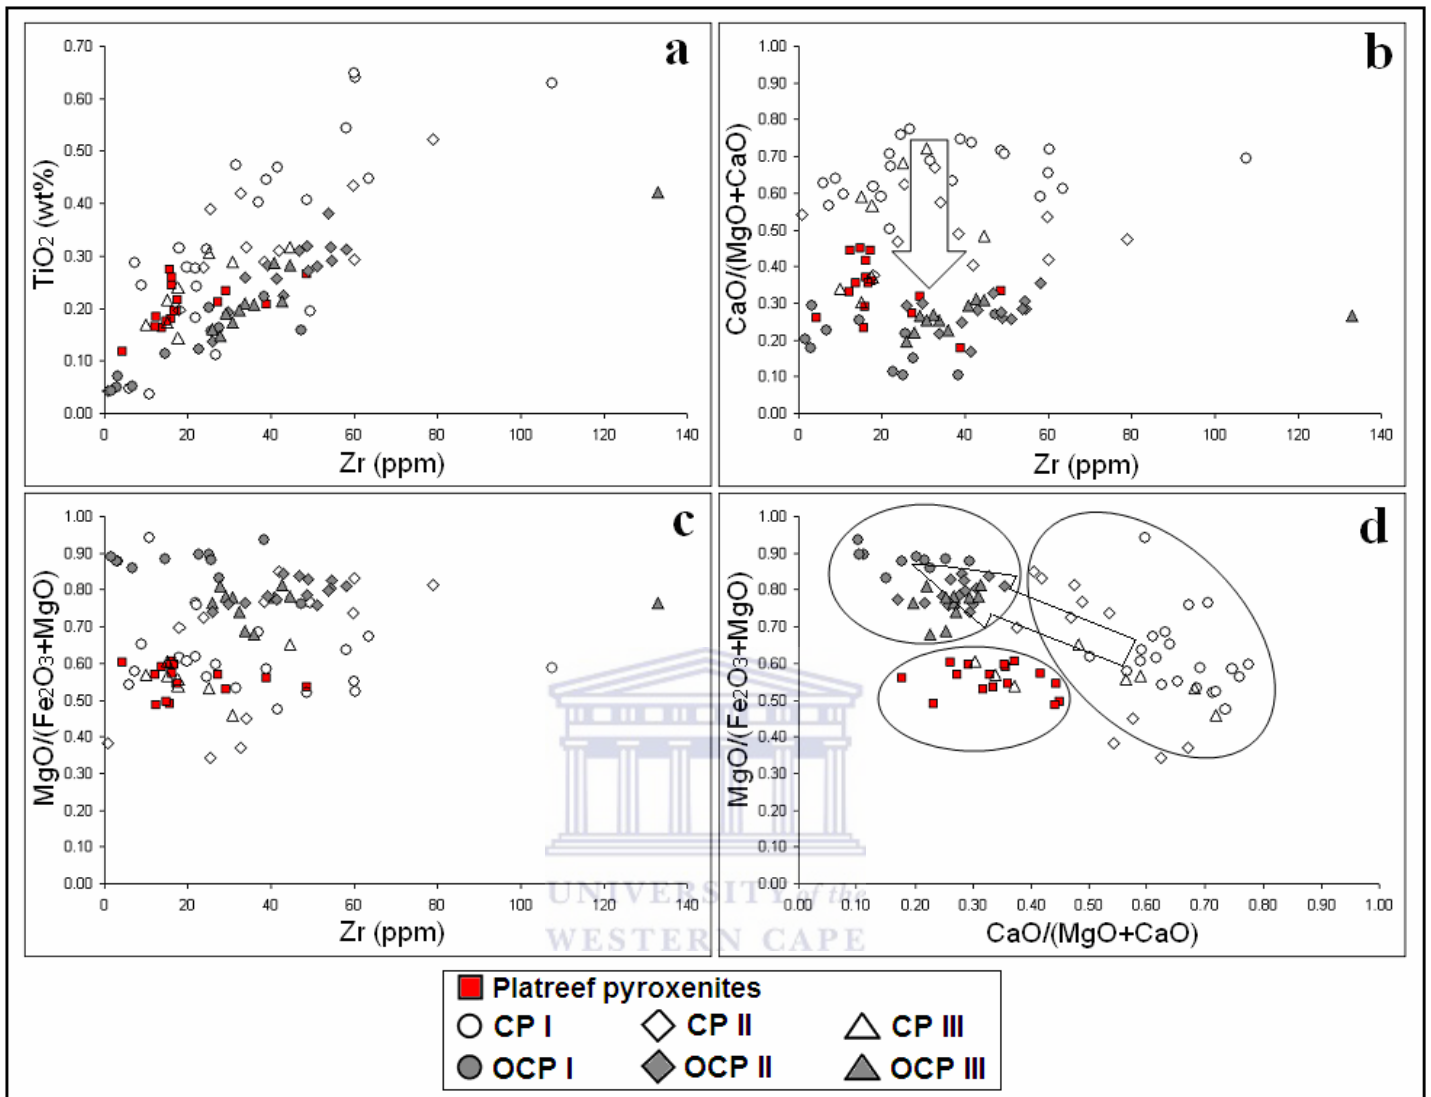 a
0.70
0.60
0.50
0.40
0.30
0.20
0.10
0.00
TiO2 (wt%)
0 20 40 60 80 100 120 140
Zr (ppm)
b
1.00
0.90
0.80
0.70
0.60
0.50
0.40
0.30
0.20
0.10
0.00
CaO/(MgO+CaO)
0 20 40 60 80 100 120 140
Zr (ppm)
c
1.00
0.90
0.80
0.70
0.60
0.50
0.40
0.30
0.20
0.10
0.00
MgO/(Fe2O3+MgO)
0 20 40 60 80 100 120 140
Zr (ppm)
d
1.00
0.90
0.80
0.70
0.60
0.50
0.40
0.30
0.20
0.10
0.00
MgO/(Fe2O3+MgO)
0.00 0.10 0.20 0.30 0.40 0.50 0.60 0.70 0.80 0.90 1.00
CaO/(MgO+CaO)
UNIVERSITY of the
WESTERN CAPE
Platreef pyroxenites
CP I CP II CP III
OCP I OCP II OCP III